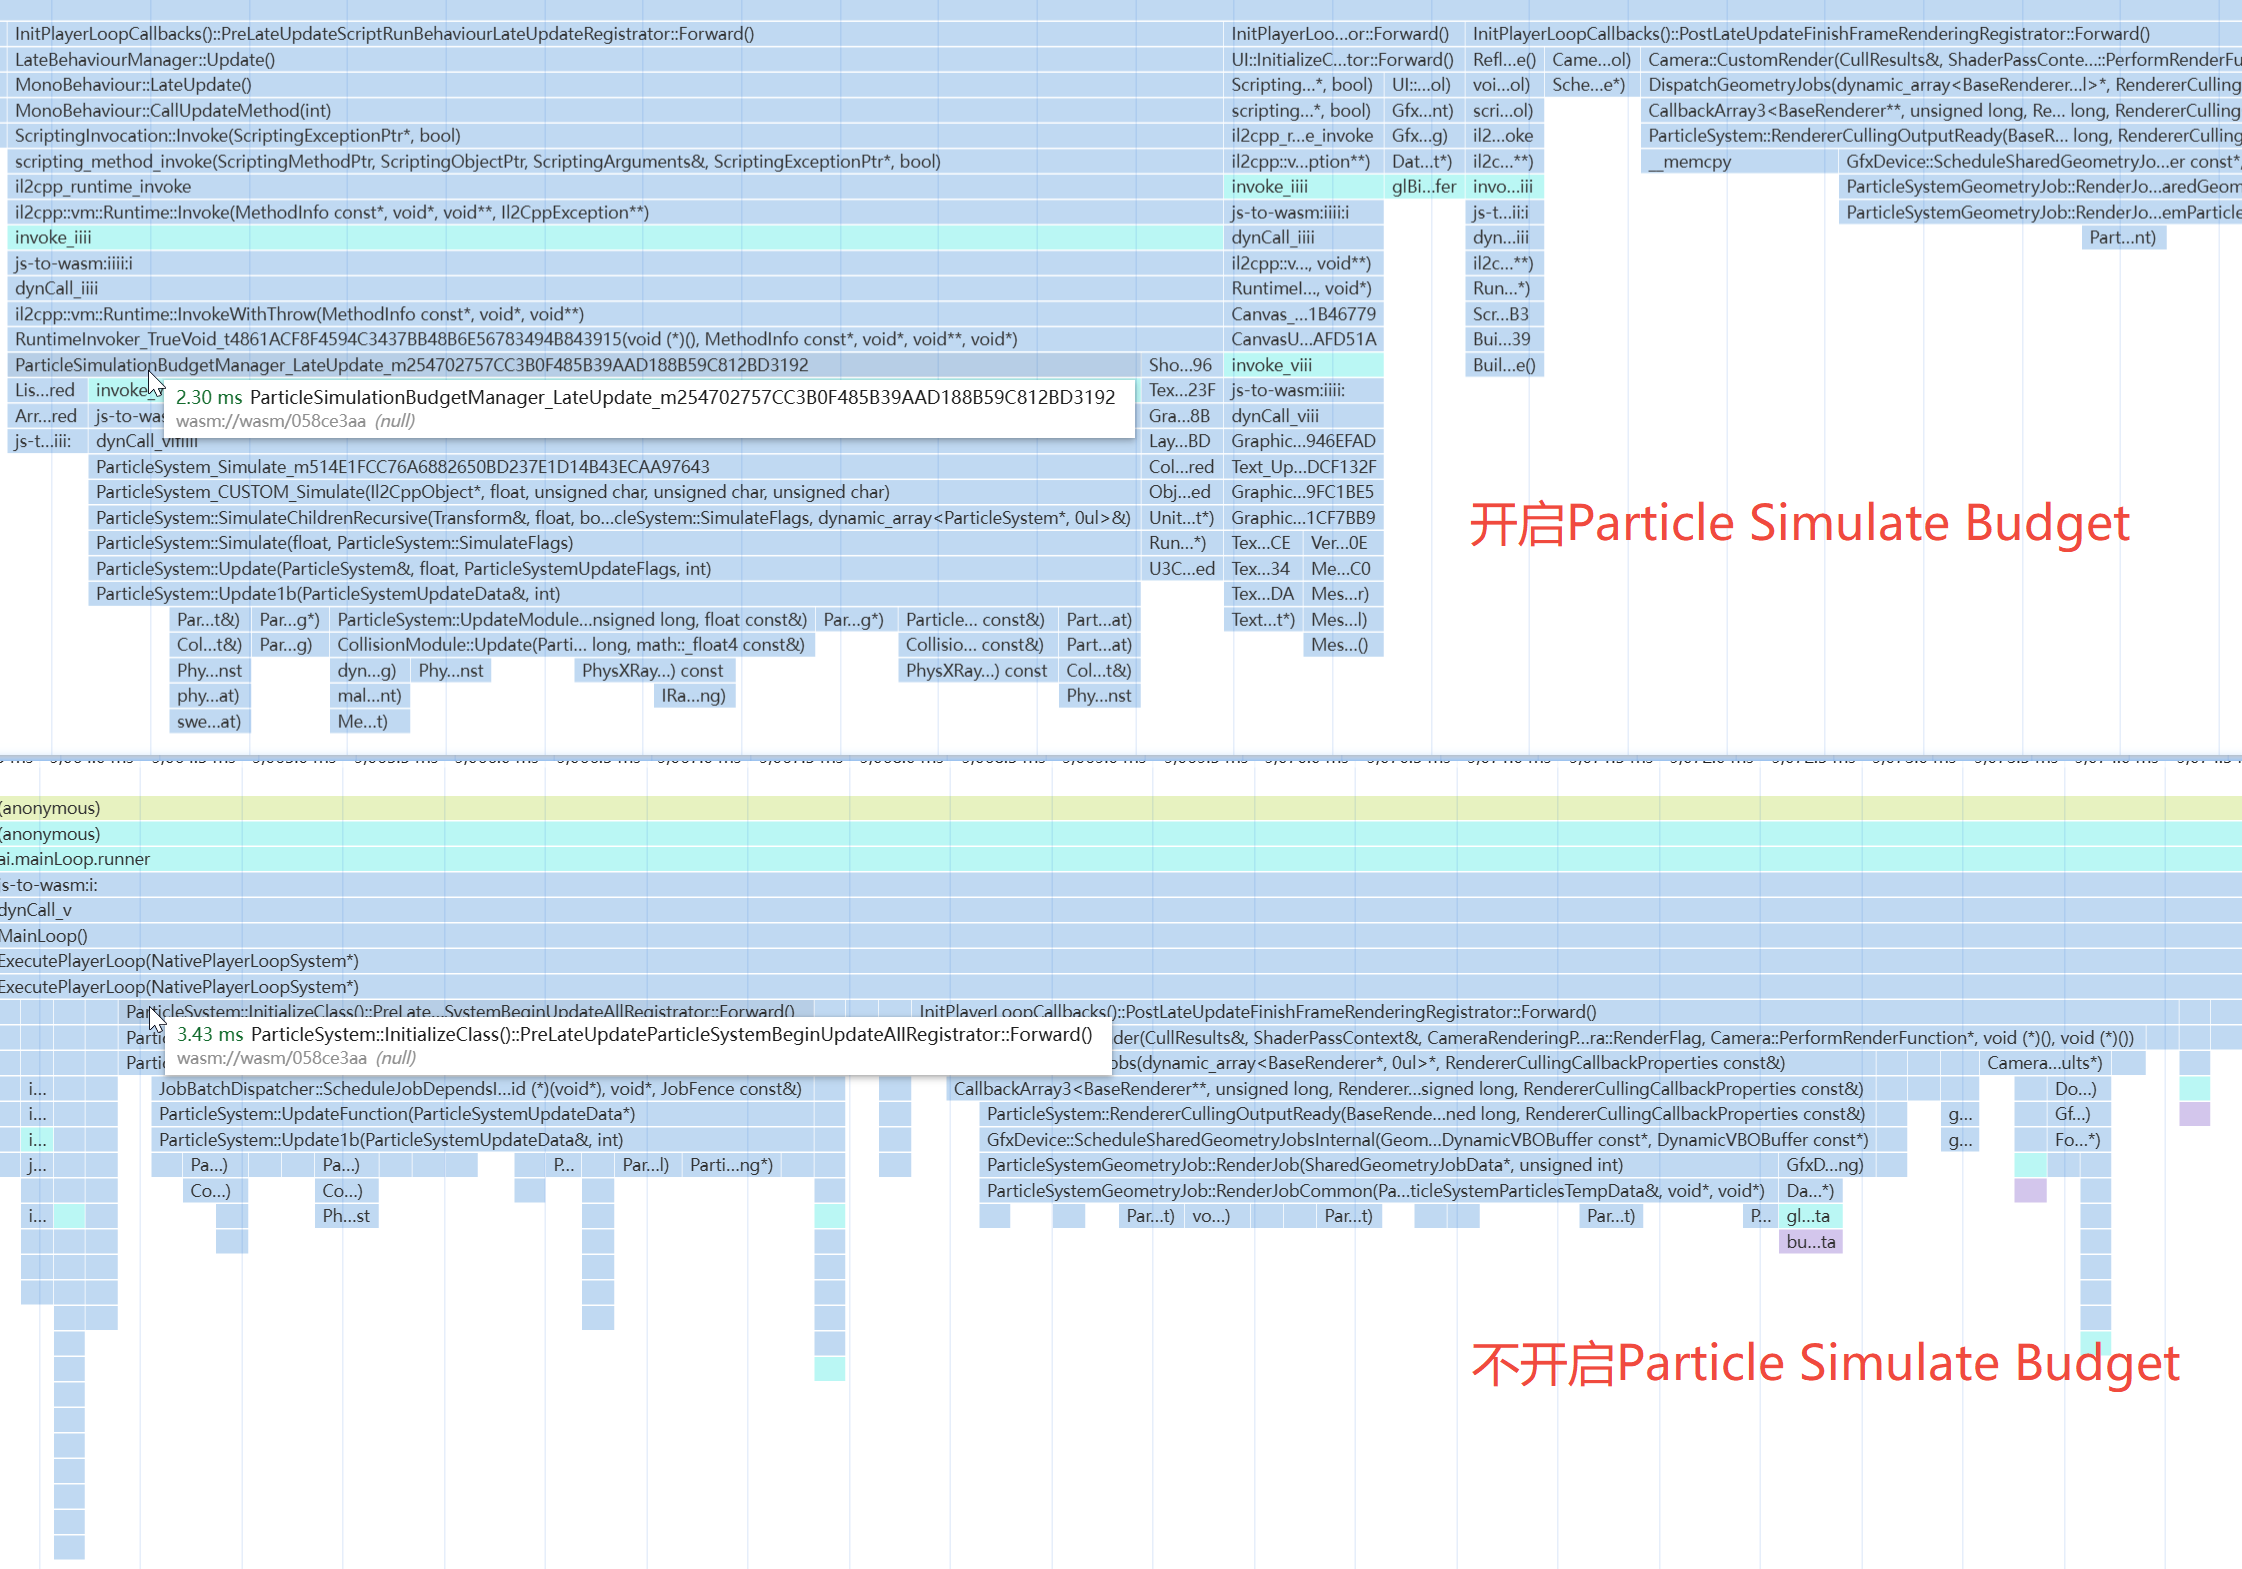 InitPlayerLoopCallbacks()::PreLateUpdateScriptRunBehaviourLateUpdateRegistrator::Forward() InitPlayerLoo...or::Forward() InitPlayerLoopCallbacks()::PostLateUpdateFinishFrameRenderingRegistrator::Forward()
LateBehaviourManager::Update() UI::InitializeC...tor::Forward() Refl...e() Came...ol) Camera::CustomRender(CullResults&, ShaderPassConte...::PerformRenderFu
MonoBehaviour::LateUpdate() Scripting...*, bool) UI::...ol) voi...ol) Sche...e*) DispatchGeometryJobs(dynamic_array<BaseRenderer...l>*, RendererCulling
MonoBehaviour::CallUpdateMethod(int) scripting...*, bool) Gfx...nt) scri...ol) CallbackArray3<BaseRenderer**, unsigned long, Re... long, RendererCulling
ScriptingInvocation::Invoke(ScriptingExceptionPtr*, bool) il2cpp_r...e_invoke Gfx...g) il2...oke ParticleSystem::RendererCullingOutputReady(BaseR... long, RendererCulling
scripting_method_invoke(ScriptingMethodPtr, ScriptingObjectPtr, ScriptingArguments&, ScriptingExceptionPtr*, bool) il2cpp::v...ption**) Dat...t*) il2c...**) __memcpy GfxDevice::ScheduleSharedGeometryJo...er const*,
il2cpp_runtime_invoke invoke_iiii glBi...fer invo...iii ParticleSystemGeometryJob::RenderJo...aredGeom
il2cpp::vm::Runtime::Invoke(MethodInfo const*, void*, void**, Il2CppException**) js-to-wasm:iiii:i js-t...ii:i ParticleSystemGeometryJob::RenderJo...emParticle
invoke_iiii dynCall_iiii dyn...iii Part...nt)
js-to-wasm:iiii:i il2cpp::v..., void**) il2c...**)
dynCall_iiii RuntimeI..., void*) Run...*)
il2cpp::vm::Runtime::InvokeWithThrow(MethodInfo const*, void*, void**) Canvas_...1B46779 Scr...B3
RuntimeInvoker_TrueVoid_t4861ACF8F4594C3437BB48B6E56783494B843915(void (*)(), MethodInfo const*, void*, void**, void*) CanvasU...AFD51A Bui...39
ParticleSimulationBudgetManager_LateUpdate_m254702757CC3B0F485B39AAD188B59C812BD3192 Sho...96 invoke_viii Buil...e()
Lis...red invoke_ 2.30 ms ParticleSimulationBudgetManager_LateUpdate_m254702757CC3B0F485B39AAD188B59C812BD3192 Tex...23F js-to-wasm:iiii:
Arr...red js-to-was wasm://wasm/058ce3aa (null) Gra...8B dynCall_viii
js-t...iii: dynCall_vifiiii Lay...BD Graphic...946EFAD
ParticleSystem_Simulate_m514E1FCC76A6882650BD237E1D14B43ECAA97643 Col...red Text_Up...DCF132F
ParticleSystem_CUSTOM_Simulate(Il2CppObject*, float, unsigned char, unsigned char, unsigned char) Obj...ed Graphic...9FC1BE5
ParticleSystem::SimulateChildrenRecursive(Transform&, float, bo...cleSystem::SimulateFlags, dynamic_array<ParticleSystem*, 0ul>&) Unit...t*) Graphic...1CF7BB9
开启Particle Simulate Budget
ParticleSystem::Simulate(float, ParticleSystem::SimulateFlags) Run...*) Tex...CE Ver...0E
ParticleSystem::Update(ParticleSystem&, float, ParticleSystemUpdateFlags, int) U3C...ed Tex...34 Me...C0
ParticleSystem::Update1b(ParticleSystemUpdateData&, int) Tex...DA Mes...r)
Par...t&) Par...g*) ParticleSystem::UpdateModule...nsigned long, float const&) Par...g*) Particle... const&) Part...at) Text...t*) Mes...l)
Col...t&) Par...g) CollisionModule::Update(Parti... long, math::_float4 const&) Collisio... const&) Part...at) Mes...()
Phy...nst dyn...g) Phy...nst PhysXRay...) const PhysXRay...) const Col...t&)
phy...at) mal...nt) IRa...ng) Phy...nst
swe...at) Me...t)
(anonymous)
(anonymous)
ai.mainLoop.runner
js-to-wasm:i:
dynCall_v
MainLoop()
ExecutePlayerLoop(NativePlayerLoopSystem*)
ExecutePlayerLoop(NativePlayerLoopSystem*)
ParticleSystem::InitializeClass()::PreLate...SystemBeginUpdateAllRegistrator::Forward() InitPlayerLoopCallbacks()::PostLateUpdateFinishFrameRenderingRegistrator::Forward()
Partic 3.43 ms ParticleSystem::InitializeClass()::PreLateUpdateParticleSystemBeginUpdateAllRegistrator::Forward() der(CullResults&, ShaderPassContext&, CameraRenderingP...ra::RenderFlag, Camera::PerformRenderFunction*, void (*)(), void (*)())
Partic wasm://wasm/058ce3aa (null) obs(dynamic_array<BaseRenderer*, 0ul>*, RendererCullingCallbackProperties const&) Camera...ults*)
i... JobBatchDispatcher::ScheduleJobDependsI...id (*)(void*), void*, JobFence const&) CallbackArray3<BaseRenderer**, unsigned long, Renderer...signed long, RendererCullingCallbackProperties const&) Do...)
i... ParticleSystem::UpdateFunction(ParticleSystemUpdateData*) ParticleSystem::RendererCullingOutputReady(BaseRende...ned long, RendererCullingCallbackProperties const&) g... Gf...)
i... ParticleSystem::Update1b(ParticleSystemUpdateData&, int) GfxDevice::ScheduleSharedGeometryJobsInternal(Geom...DynamicVBOBuffer const*, DynamicVBOBuffer const*) g... Fo...*)
j... Pa...) Pa...) P... Par...l) Parti...ng*) ParticleSystemGeometryJob::RenderJob(SharedGeometryJobData*, unsigned int) GfxD...ng)
Co...) Co...) ParticleSystemGeometryJob::RenderJobCommon(Pa...ticleSystemParticlesTempData&, void*, void*) Da...*)
i... Ph...st Par...t) vo...) Par...t) Par...t) P... gl...ta
bu...ta
不开启Particle Simulate Budget